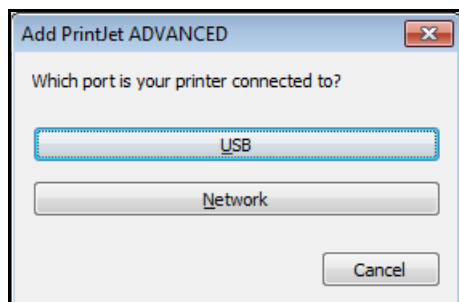 Add PrintJet ADVANCED
Which port is your printer connected to?
USB
Network
Cancel